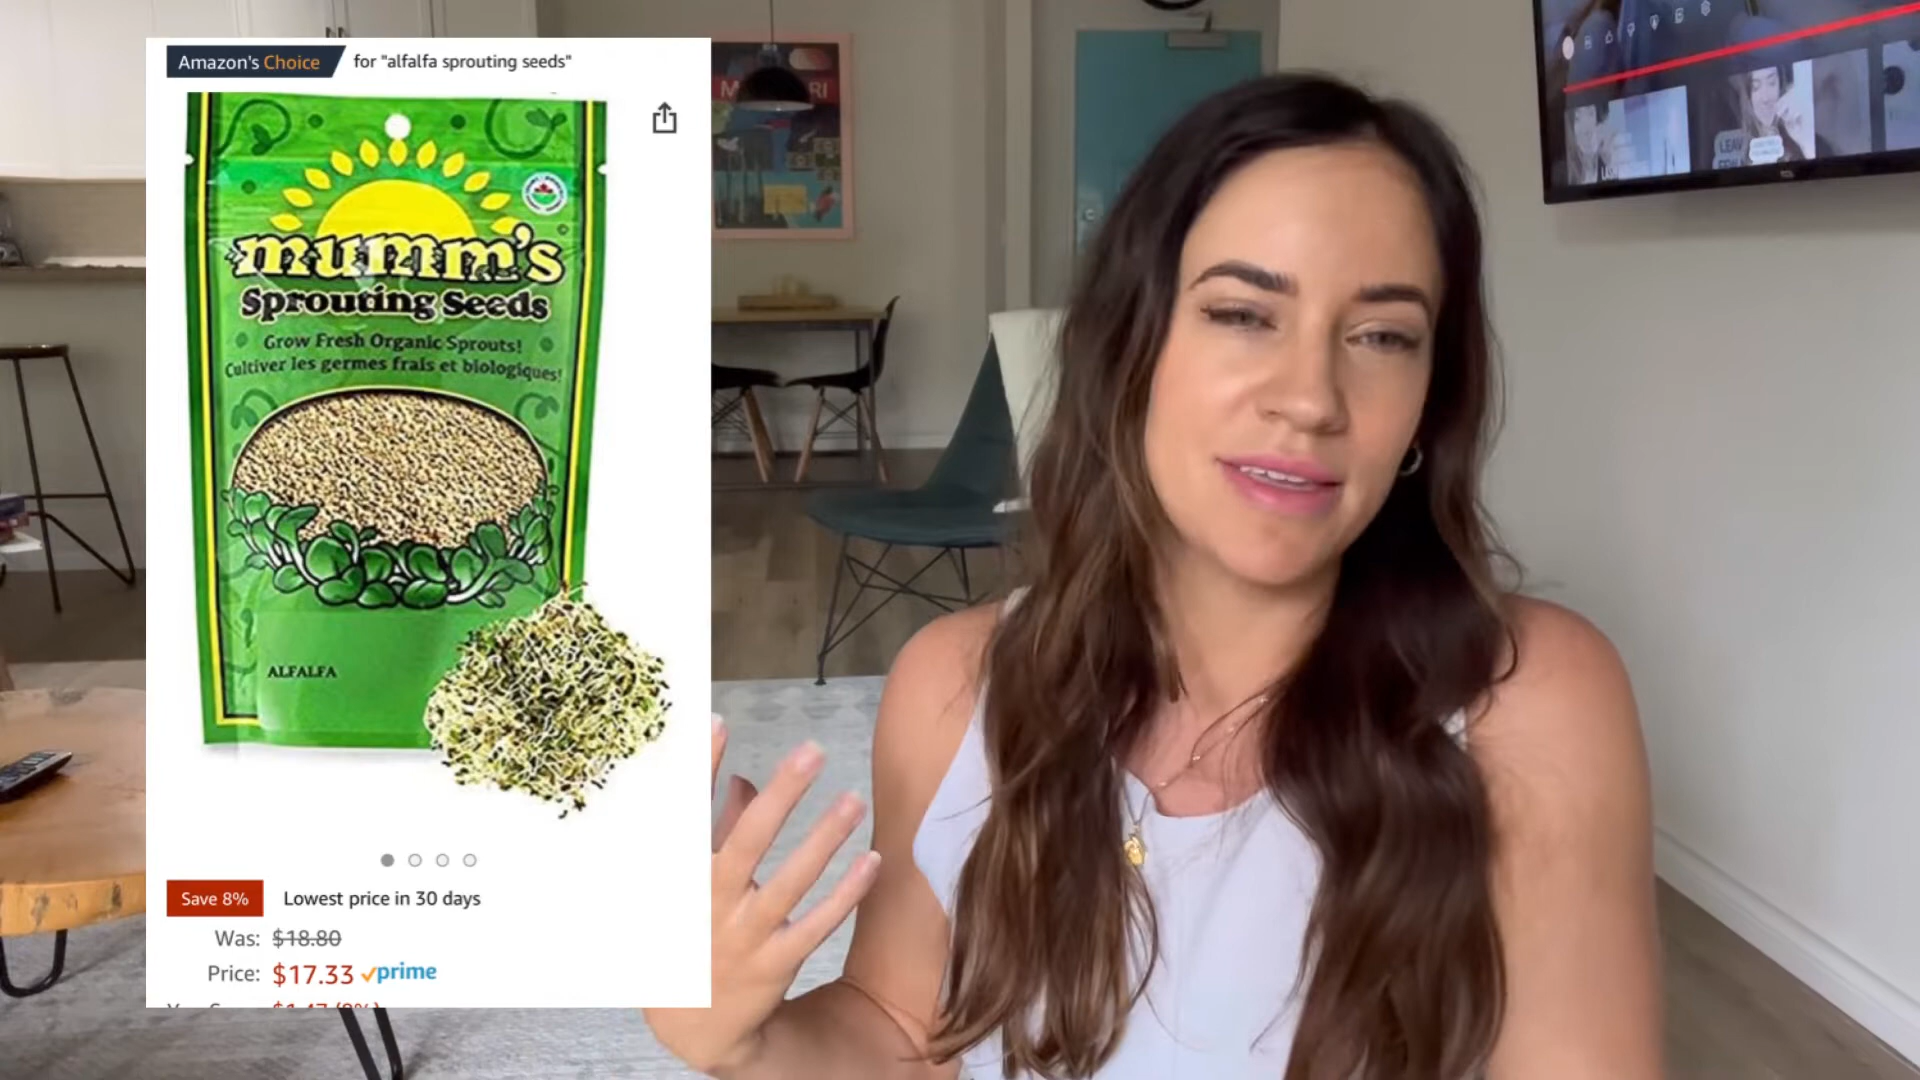 Amazon's Choice for "alfalfa sprouting seeds"
mumm's
Sprouting Seeds
Grow Fresh Organic Sprouts!
Cultiver les germes frais et biologiques!
ALFALFA
Save 8% Lowest price in 30 days
Was: $18.80
Price: $17.33 prime